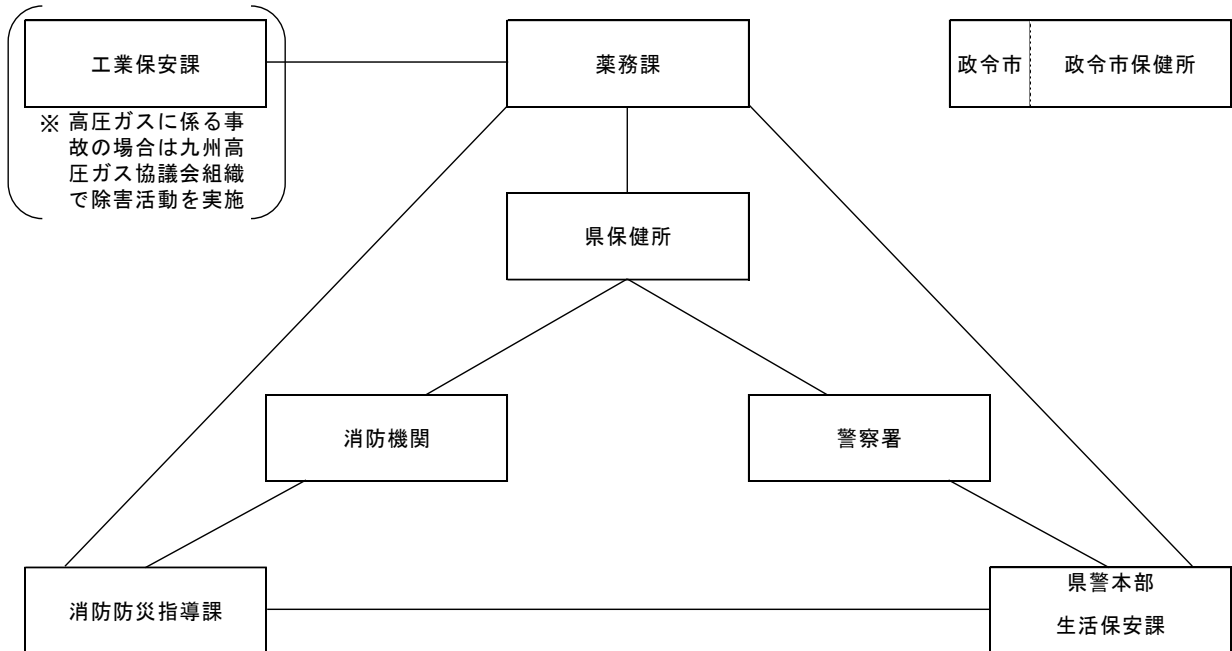 工業保安課
薬務課
政令市
政令市保健所
※ 高圧ガスに係る事
故の場合は九州高
圧ガス協議会組織
で除害活動を実施
県保健所
消防機関
警察署
消防防災指導課
県警本部
生活保安課